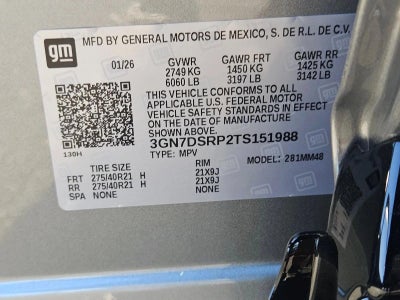 gm MFD BY GENERAL MOTORS DE MEXICO, S. DE R.L. DE C.V.
01/26 GVWR GAWR FRT GAWR RR
2749 KG 1450 KG 1425 KG
6060 LB 3197 LB 3142 LB
THIS VEHICLE CONFORMS TO ALL
APPLICABLE U.S. FEDERAL MOTOR
VEHICLE SAFETY STANDARDS IN EFFECT
ON THE DATE OF MANUFACTURE
SHOWN ABOVE.
3GN7DSRP2TS151988
130H TYPE: MPV MODEL: 281MM48
TIRE SIZE RIM
FRT 275/40R21 H 21X9J
RR 275/40R21 H 21X9J
SPA NONE NONE